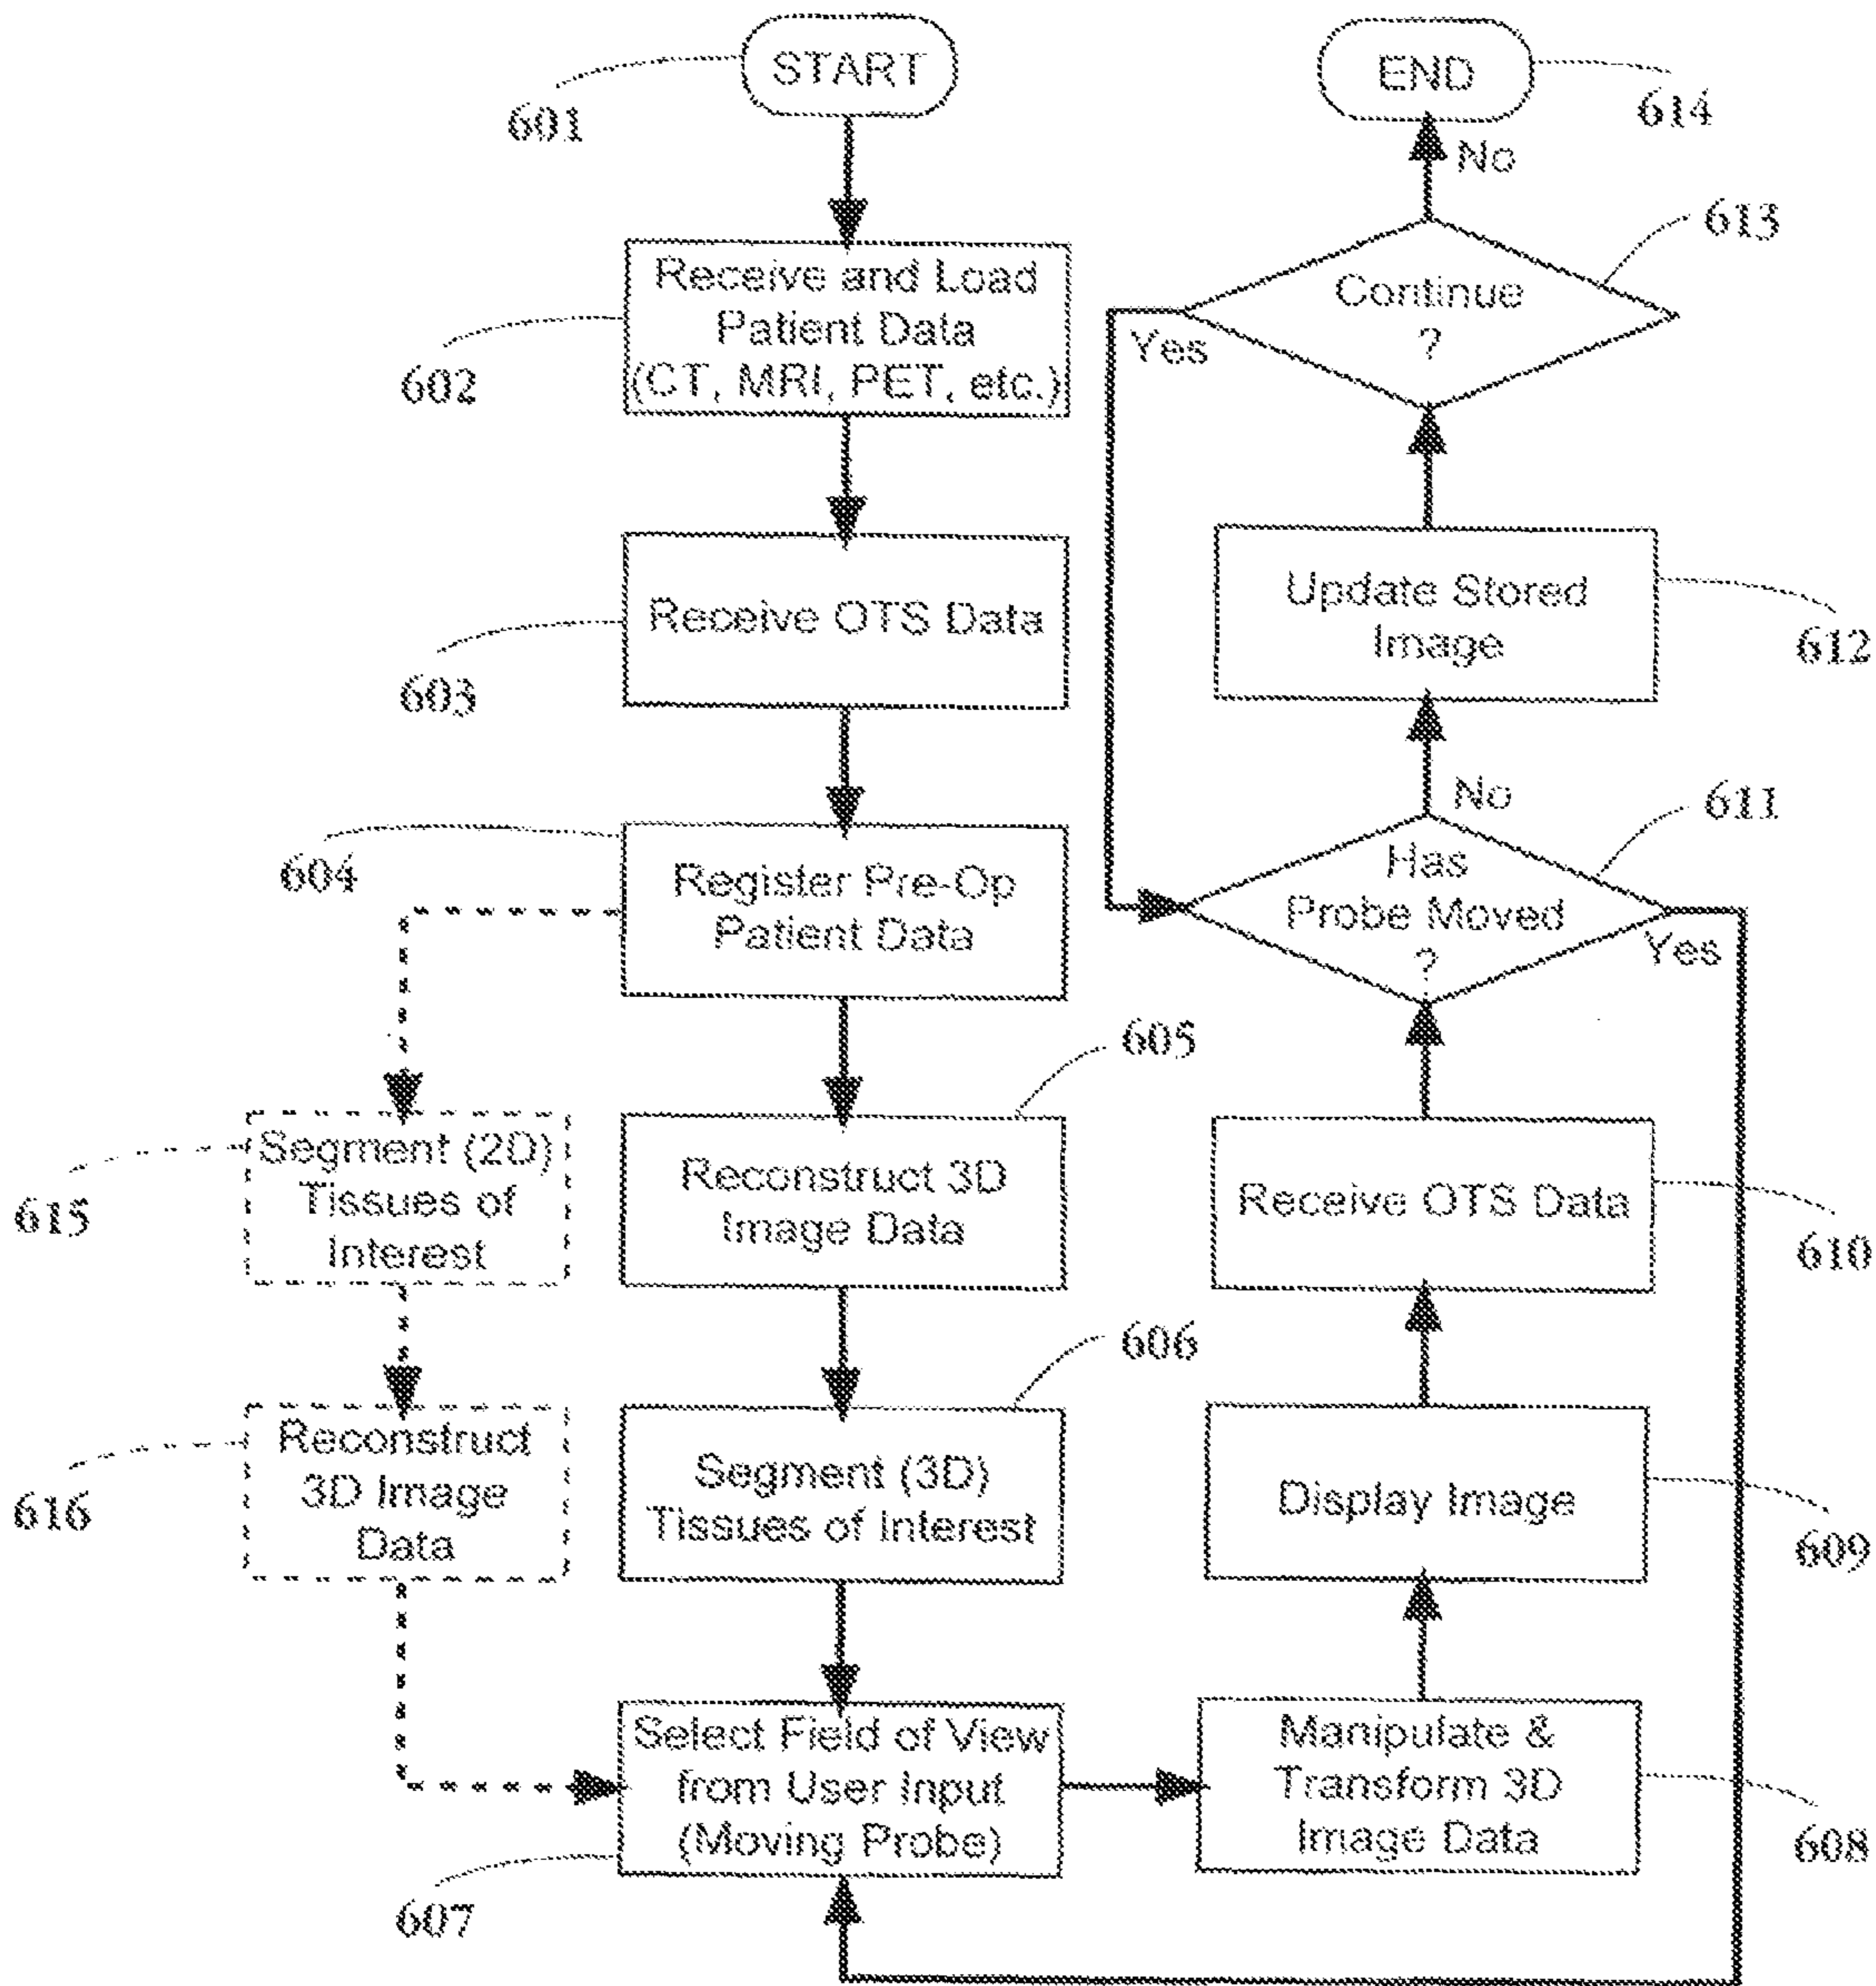 START
601
Receive and Load
Patient Data
(CT, MRI, PET, etc.)
602
Receive OTS Data
603
Register Pre-Op
Patient Data
604
605
Reconstruct 3D
Image Data
606
Segment (3D)
Tissues of Interest
Segment (2D)
Tissues of
Interest
615
Reconstruct
3D Image
Data
616
Select Field of View
from User Input
(Moving Probe)
607
Manipulate &
Transform 3D
Image Data
608
Display Image
609
Receive OTS Data
610
Has
Probe Moved
?
611
Yes
No
Update Stored
Image
612
Continue
?
613
Yes
No
END
614